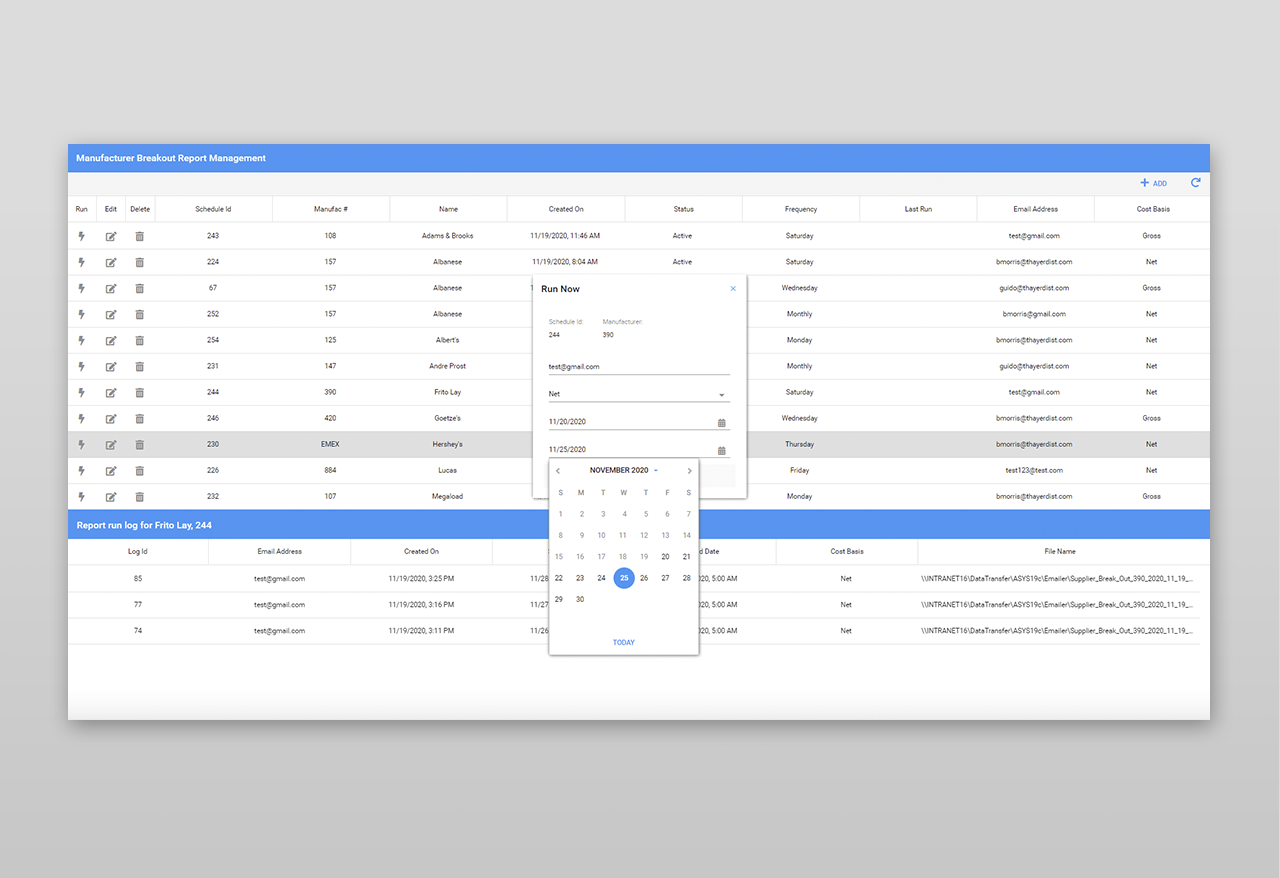 Manufacturer Breakout Report Management
ADD
Run Edit Delete Schedule Id Manufac # Name Created On Status Frequency Last Run Email Address Cost Basis
243 108 Adams & Brooks 11/19/2020, 11:46 AM Active Saturday test@gmail.com Gross
224 157 Albanese 11/19/2020, 8:04 AM Active Saturday bmorris@thayerdist.com Net
67 157 Albanese Wednesday guido@thayerdist.com Gross
252 157 Albanese Monthly bmorris@gmail.com Net
254 125 Albert's Monday bmorris@thayerdist.com Net
231 147 Andre Prost Monthly guido@thayerdist.com Net
244 390 Frito Lay Saturday test@gmail.com Net
246 420 Goetze's Wednesday bmorris@thayerdist.com Gross
230 EMEX Hershey's Thursday bmorris@thayerdist.com Net
226 884 Lucas Friday test123@test.com Net
232 107 Megaload Monday bmorris@thayerdist.com Gross
Run Now
Schedule Id: Manufacturer:
244 390
test@gmail.com
Net
11/20/2020
11/25/2020
NOVEMBER 2020
S M T W T F S
1 2 3 4 5 6 7
8 9 10 11 12 13 14
15 16 17 18 19 20 21
22 23 24 25 26 27 28
29 30
TODAY
Report run log for Frito Lay, 244
Log Id Email Address Created On d Date Cost Basis File Name
85 test@gmail.com 11/19/2020, 3:25 PM 11/28 020, 5:00 AM Net \\INTRANET16\DataTransfer\ASYS19c\Emailer\Supplier_Break_Out_390_2020_11_19_...
77 test@gmail.com 11/19/2020, 3:16 PM 11/27 020, 5:00 AM Net \\INTRANET16\DataTransfer\ASYS19c\Emailer\Supplier_Break_Out_390_2020_11_19_...
74 test@gmail.com 11/19/2020, 3:11 PM 11/26 020, 5:00 AM Net \\INTRANET16\DataTransfer\ASYS19c\Emailer\Supplier_Break_Out_390_2020_11_19_...